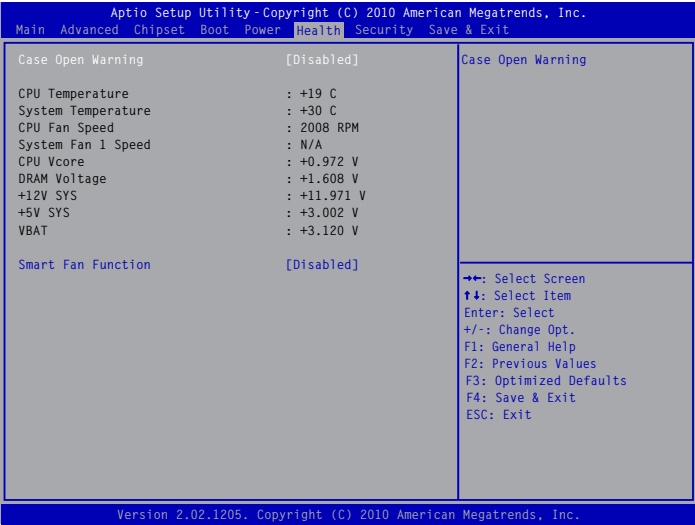 Aptio Setup Utility - Copyright (C) 2010 American Megatrends, Inc.
Main Advanced Chipset Boot Power Health Security Save & Exit
Case Open Warning [Disabled]
CPU Temperature : +19 C
System Temperature : +30 C
CPU Fan Speed : 2008 RPM
System Fan 1 Speed : N/A
CPU Vcore : +0.972 V
DRAM Voltage : +1.608 V
+12V SYS : +11.971 V
+5V SYS : +3.002 V
VBAT : +3.120 V
Smart Fan Function [Disabled]
Case Open Warning
→←: Select Screen
↑↓: Select Item
Enter: Select
+/-: Change Opt.
F1: General Help
F2: Previous Values
F3: Optimized Defaults
F4: Save & Exit
ESC: Exit
Version 2.02.1205. Copyright (C) 2010 American Megatrends, Inc.